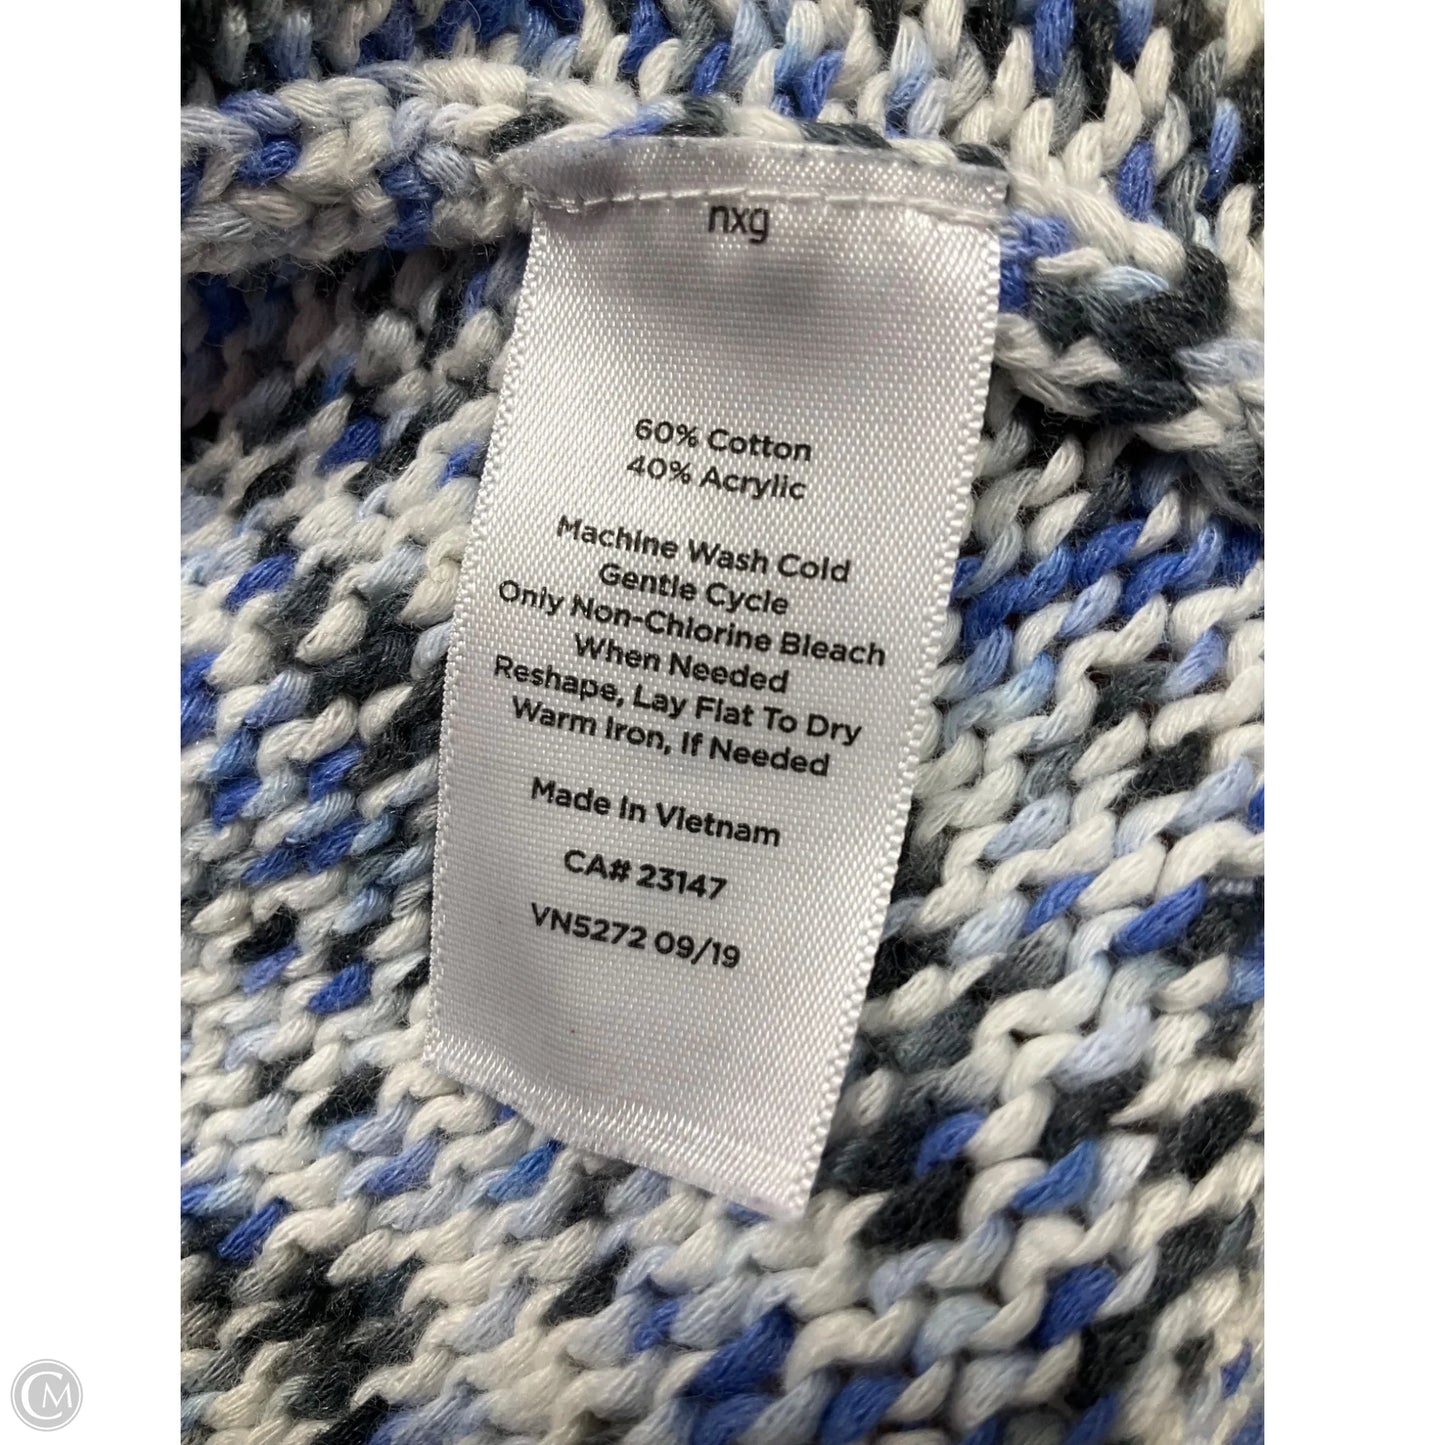 nxg
60% Cotton
40% Acrylic
Machine Wash Cold
Gentle Cycle
Only Non-Chlorine Bleach
When Needed
Reshape, Lay Flat To Dry
Warm Iron, If Needed
Made In Vietnam
CA# 23147
VN5272 09/19
CM